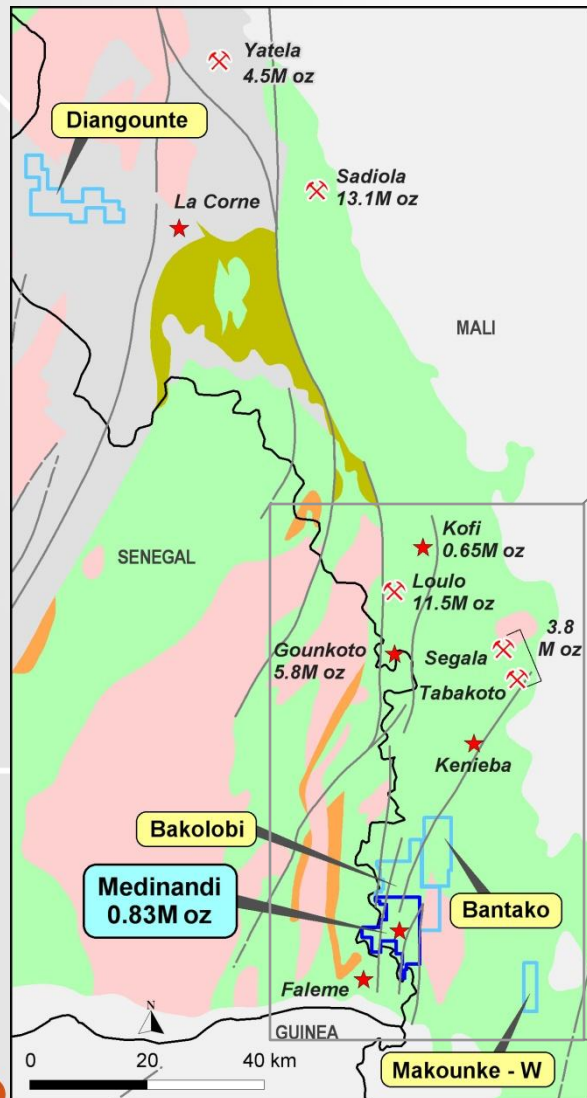 Yatela
4.5M oz
Diangounte
Sadiola
13.1M oz
La Corne
MALI
SENEGAL
Kofi
0.65M oz
Loulo
11.5M oz
3.8
M oz
Gounkoto
5.8M oz
Segala
Tabakoto
Kenieba
Bakolobi
Medinandi
0.83M oz
Bantako
Faleme
N
GUINEA
Makounke - W
0 20 40 km